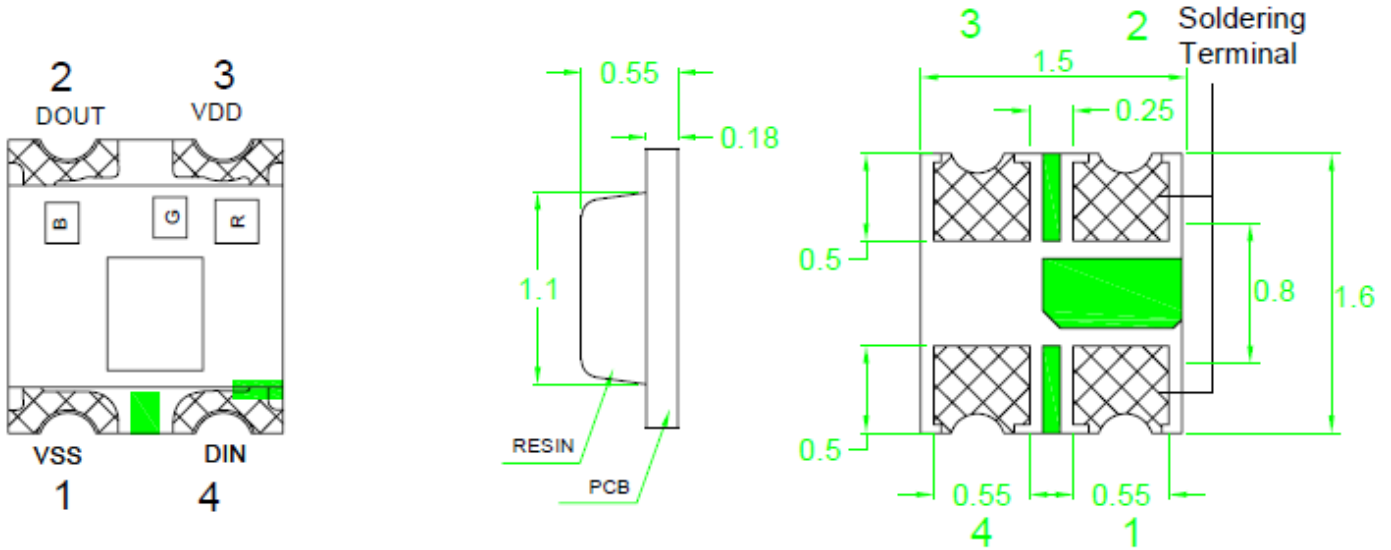 2 3
DOUT VDD
B G R
VSS DIN
1 4
0.55
0.18
1.1
RESIN
PCB
3 2 Soldering
Terminal
1.5
0.25
0.5
0.8 1.6
0.5
0.55 0.55
4 1